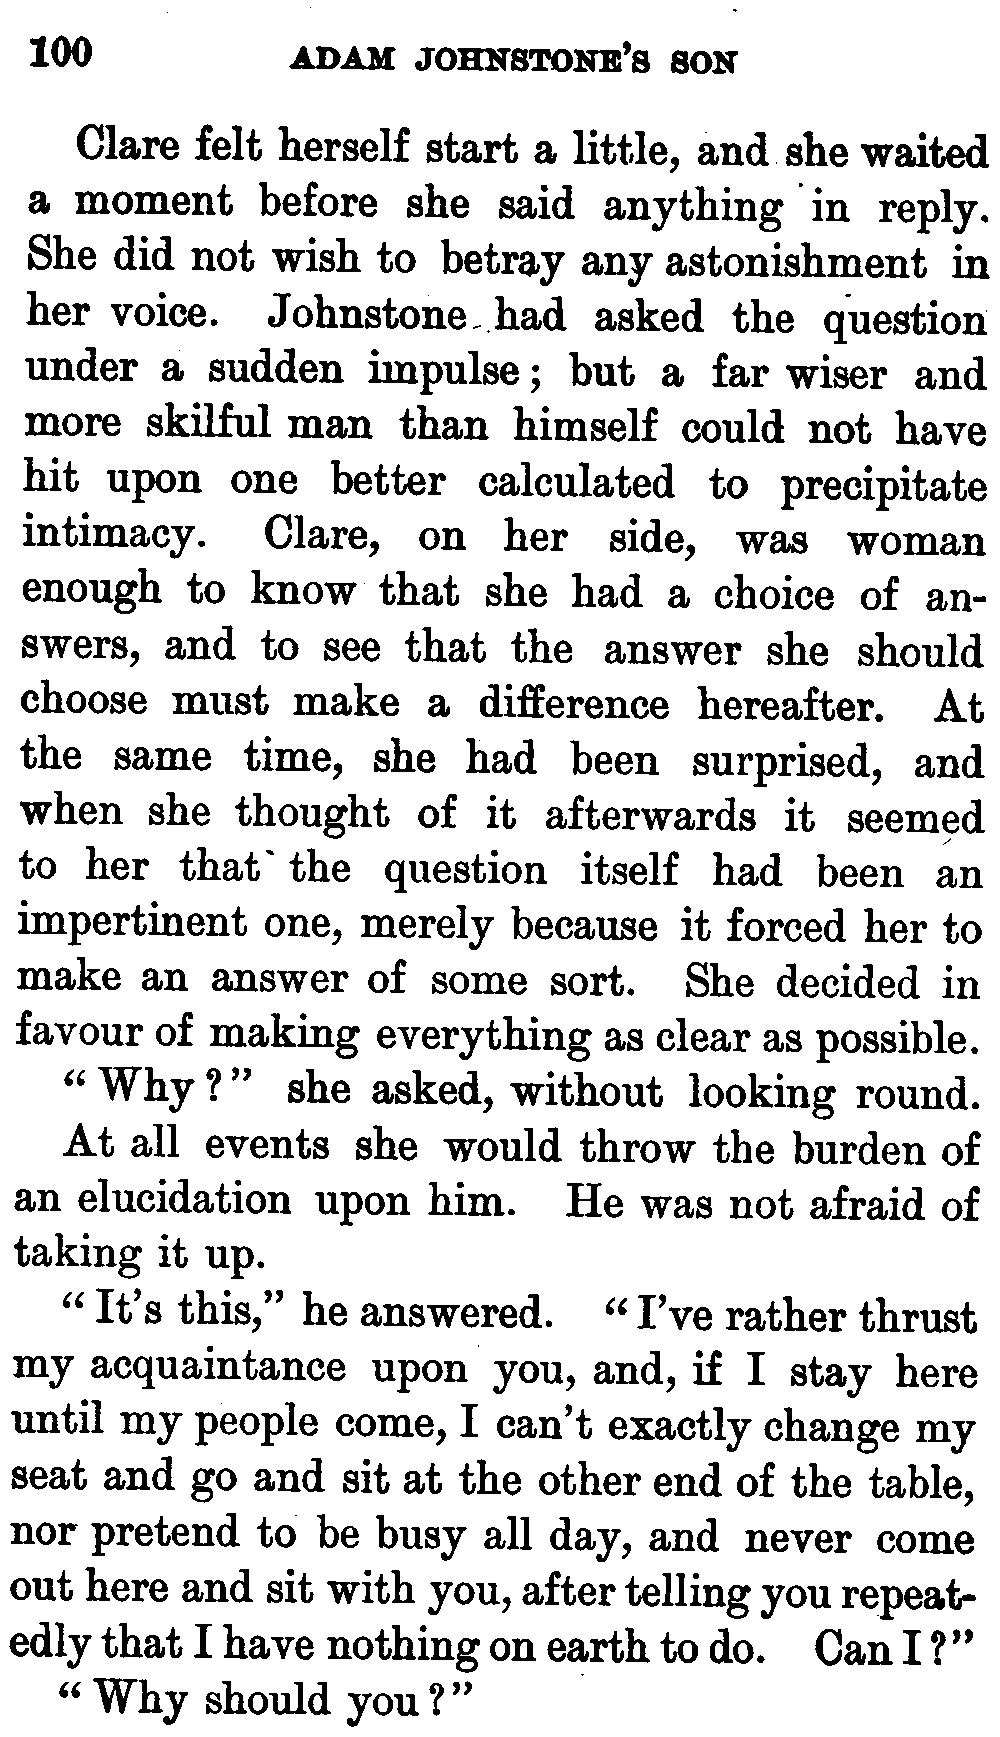 100 ADAM JOHNSTONE'S SON
Clare felt herself start a little, and she waited
a moment before she said anything in reply.
She did not wish to betray any astonishment in
her voice. Johnstone had asked the question
under a sudden impulse; but a far wiser and
more skilful man than himself could not have
hit upon one better calculated to precipitate
intimacy. Clare, on her side, was woman
enough to know that she had a choice of an-
swers, and to see that the answer she should
choose must make a difference hereafter. At
the same time, she had been surprised, and
when she thought of it afterwards it seemed
to her that the question itself had been an
impertinent one, merely because it forced her to
make an answer of some sort. She decided in
favour of making everything as clear as possible.
"Why?" she asked, without looking round.
At all events she would throw the burden of
an elucidation upon him. He was not afraid of
taking it up.
"It's this," he answered. "I've rather thrust
my acquaintance upon you, and, if I stay here
until my people come, I can't exactly change my
seat and go and sit at the other end of the table,
nor pretend to be busy all day, and never come
out here and sit with you, after telling you repeat-
edly that I have nothing on earth to do. Can I?"
"Why should you?"